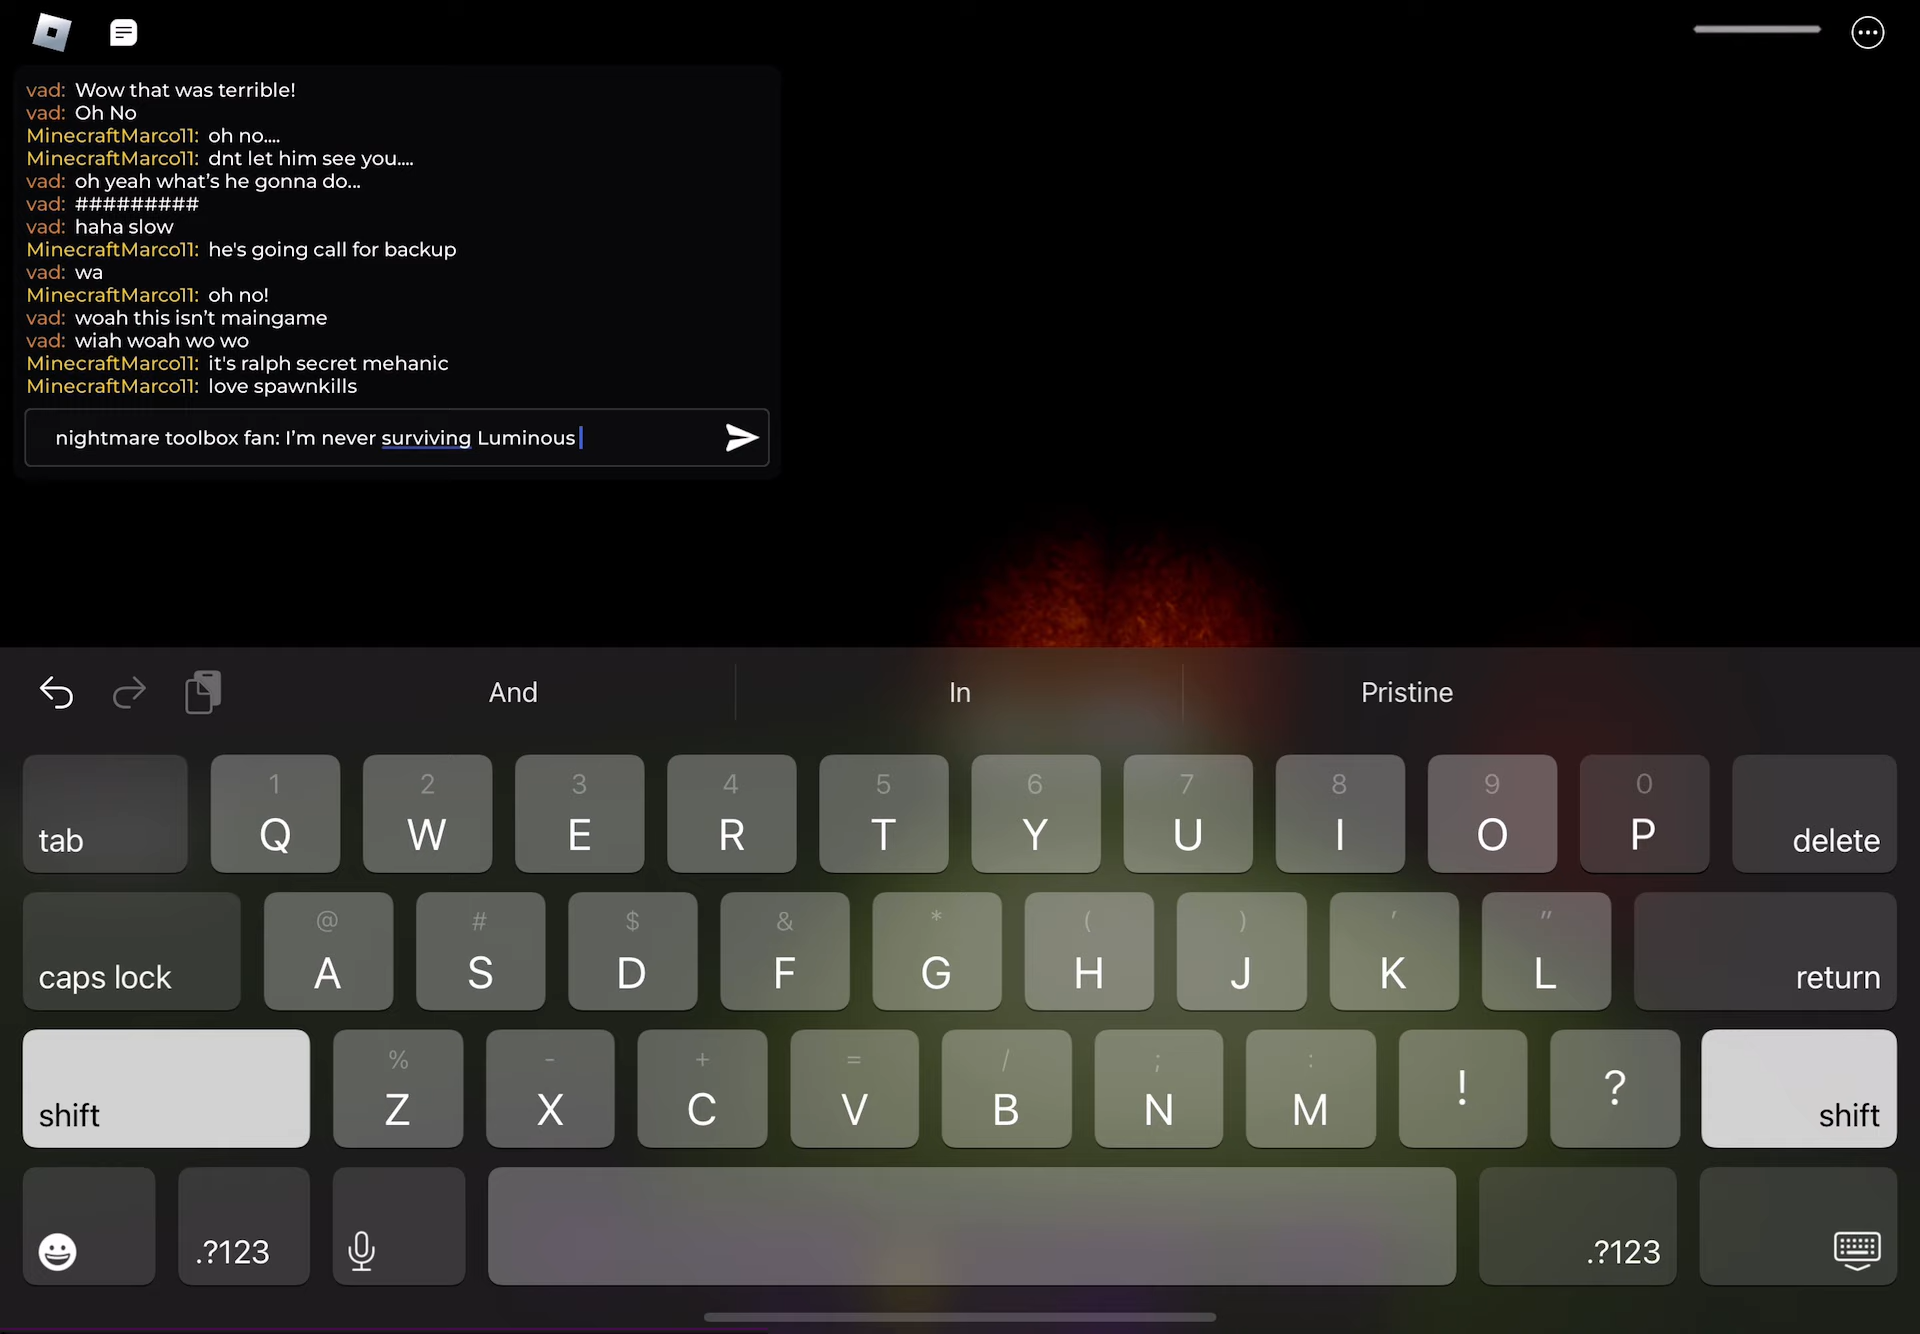 vad: Wow that was terrible!
vad: Oh No
MinecraftMarco11: oh no....
MinecraftMarco11: dnt let him see you....
vad: oh yeah what's he gonna do...
vad: #########
vad: haha slow
MinecraftMarco11: he's going call for backup
vad: wa
MinecraftMarco11: oh no!
vad: woah this isn't maingame
vad: wiah woah wo wo
MinecraftMarco11: it's ralph secret mehanic
MinecraftMarco11: love spawnkills
nightmare toolbox fan: I'm never surviving Luminous
And In Pristine
1 2 3 4 5 6 7 8 9 0
tab Q W E R T Y U I O P delete
@ # $ & * ( ) ' "
caps lock A S D F G H J K L return
% - + = / ; :
shift Z X C V B N M ! ? shift
.?123 .?123